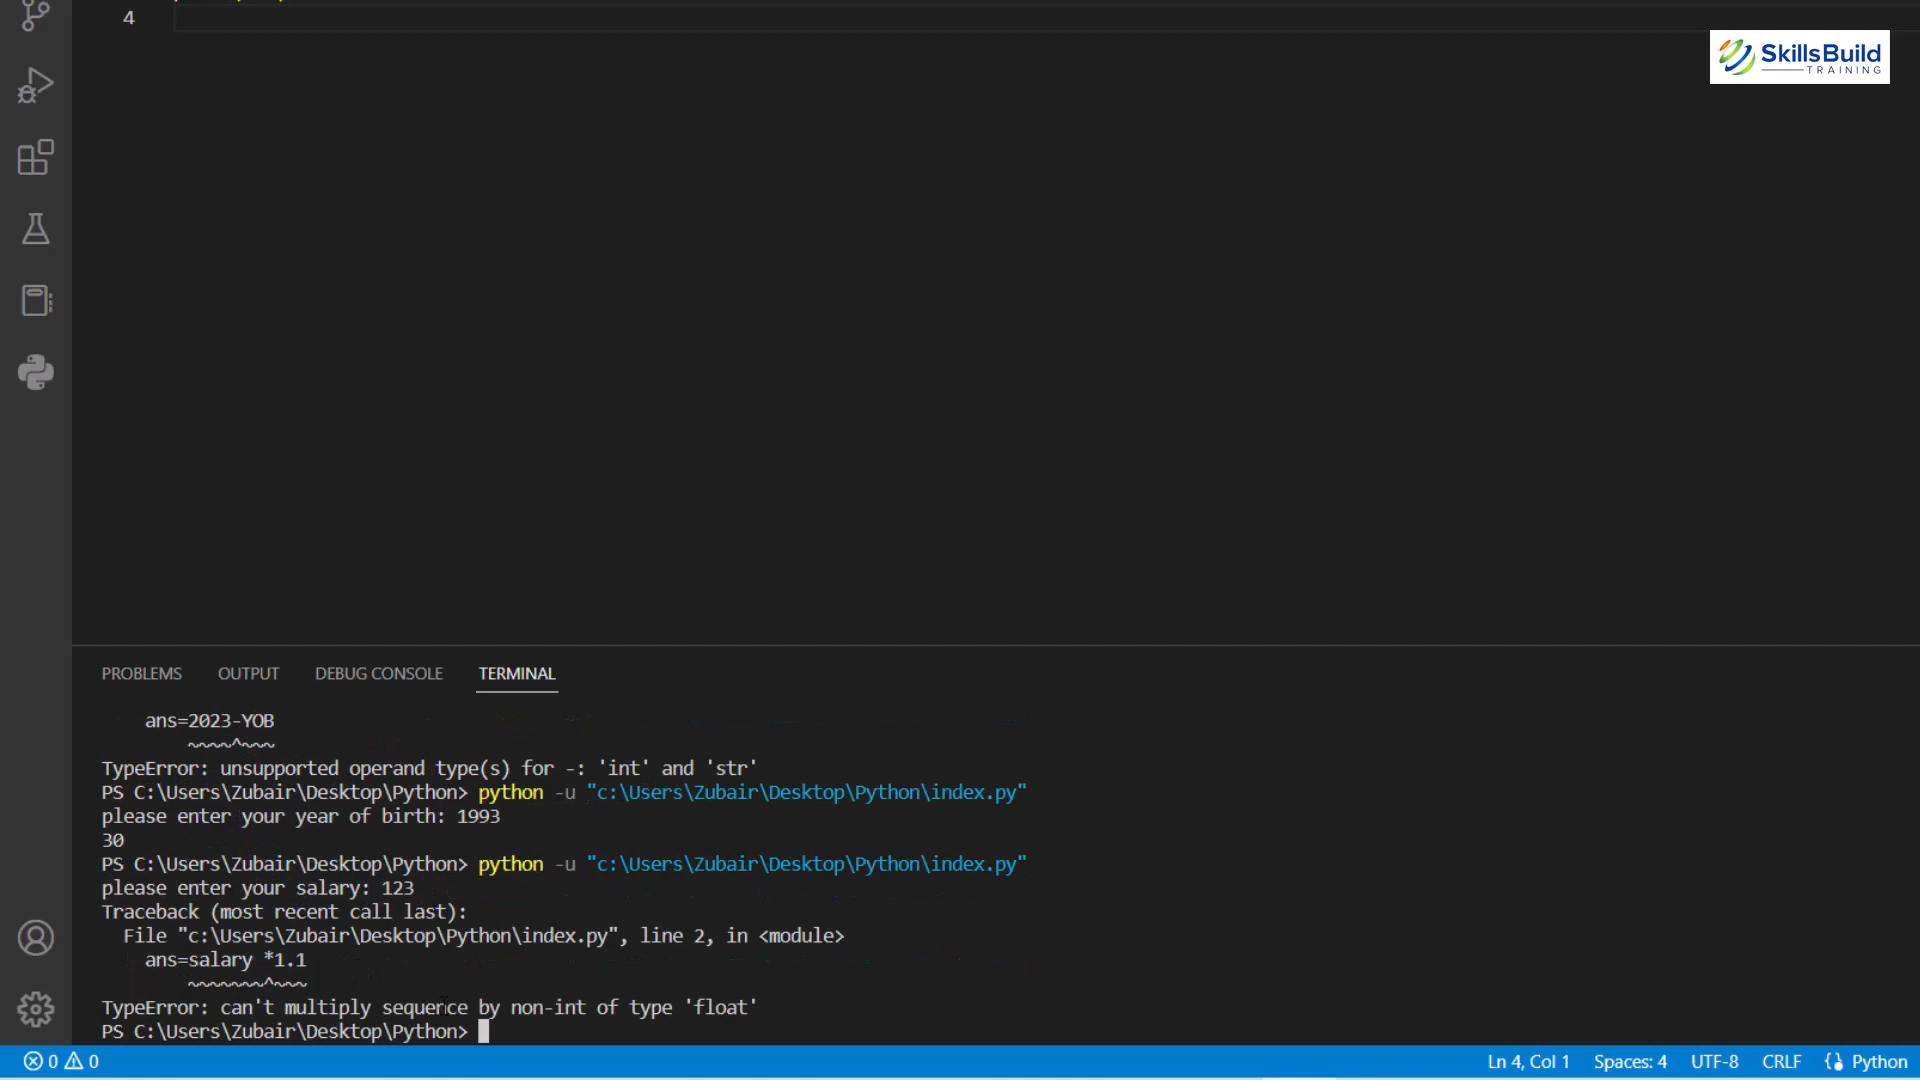 4
SkillsBuild
TRAINING
PROBLEMS OUTPUT DEBUG CONSOLE TERMINAL
ans=2023-YOB
~~~~^~~~
TypeError: unsupported operand type(s) for -: 'int' and 'str'
PS C:\Users\Zubair\Desktop\Python> python -u "c:\Users\Zubair\Desktop\Python\index.py"
please enter your year of birth: 1993
30
PS C:\Users\Zubair\Desktop\Python> python -u "c:\Users\Zubair\Desktop\Python\index.py"
please enter your salary: 123
Traceback (most recent call last):
File "c:\Users\Zubair\Desktop\Python\index.py", line 2, in <module>
ans=salary *1.1
~~~~~~~^~~~
TypeError: can't multiply sequence by non-int of type 'float'
PS C:\Users\Zubair\Desktop\Python>
0 0 Ln 4, Col 1 Spaces: 4 UTF-8 CRLF Python